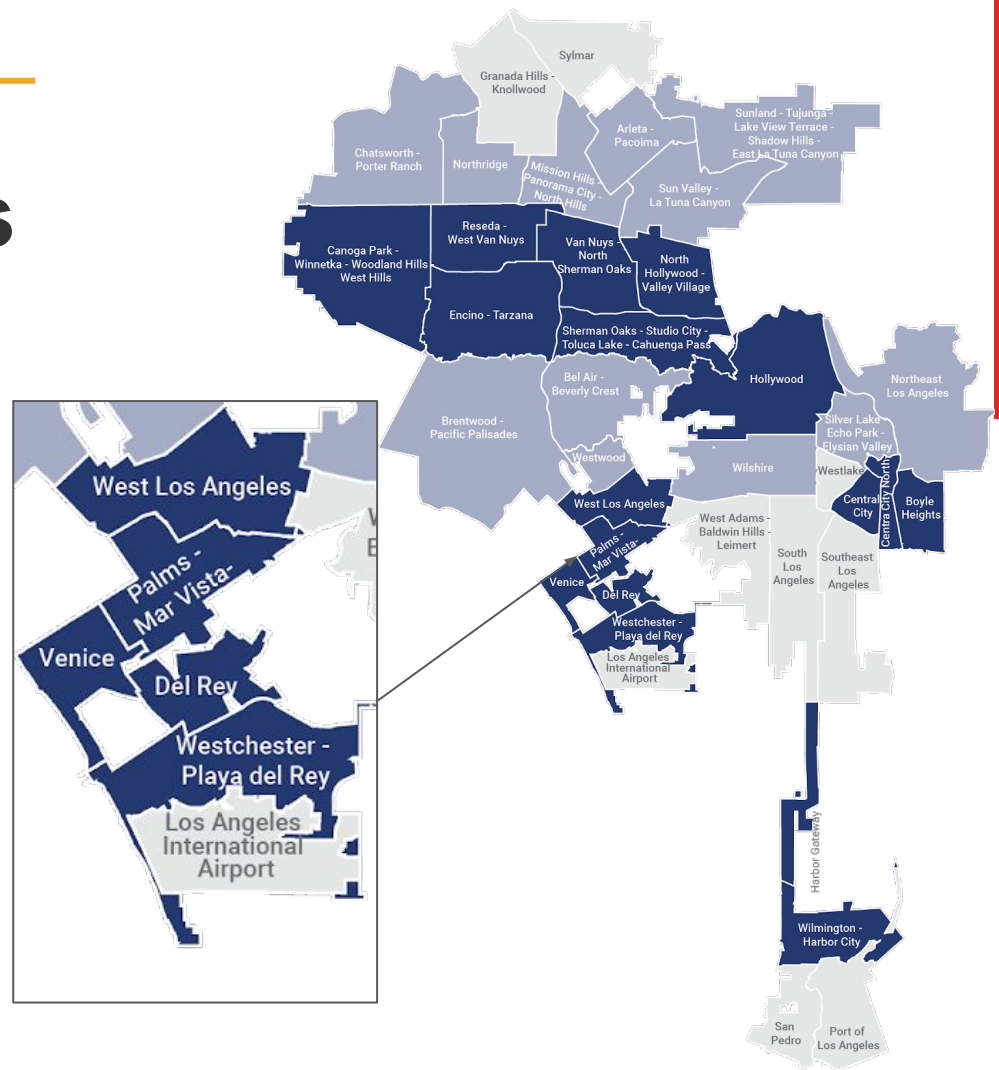 S
Sylmar
Granada Hills -
Knollwood
Sunland - Tujunga -
Lake View Terrace -
Shadow Hills -
East La Tuna Canyon
Arleta -
Pacoima
Chatsworth -
Porter Ranch
Northridge
Mission Hills -
Panorama City -
North Hills
Sun Valley -
La Tuna Canyon
Canoga Park -
Winnetka - Woodland Hills
West Hills
Reseda -
West Van Nuys
Van Nuys -
North
Sherman Oaks
North
Hollywood -
Valley Village
Encino - Tarzana
Sherman Oaks - Studio City -
Toluca Lake - Cahuenga Pass
Hollywood
Bel Air -
Beverly Crest
Northeast
Los Angeles
Brentwood -
Pacific Palisades
Silver Lake -
Echo Park -
Elysian Valley
Westwood
Wilshire
Westlake
West Los Angeles
Central
City
Centra City North
Boyle
Heights
West Adams -
Baldwin Hills -
Leimert
South
Los
Angeles
Southeast
Los
Angeles
Palms -
Mar Vista-
Venice
Del Rey
Westchester -
Playa del Rey
Los Angeles
International
Airport
Harbor Gateway
Wilmington -
Harbor City
San
Pedro
Port of
Los Angeles
West Los Angeles
Palms -
Mar Vista-
Venice
Del Rey
Westchester -
Playa del Rey
Los Angeles
International
Airport